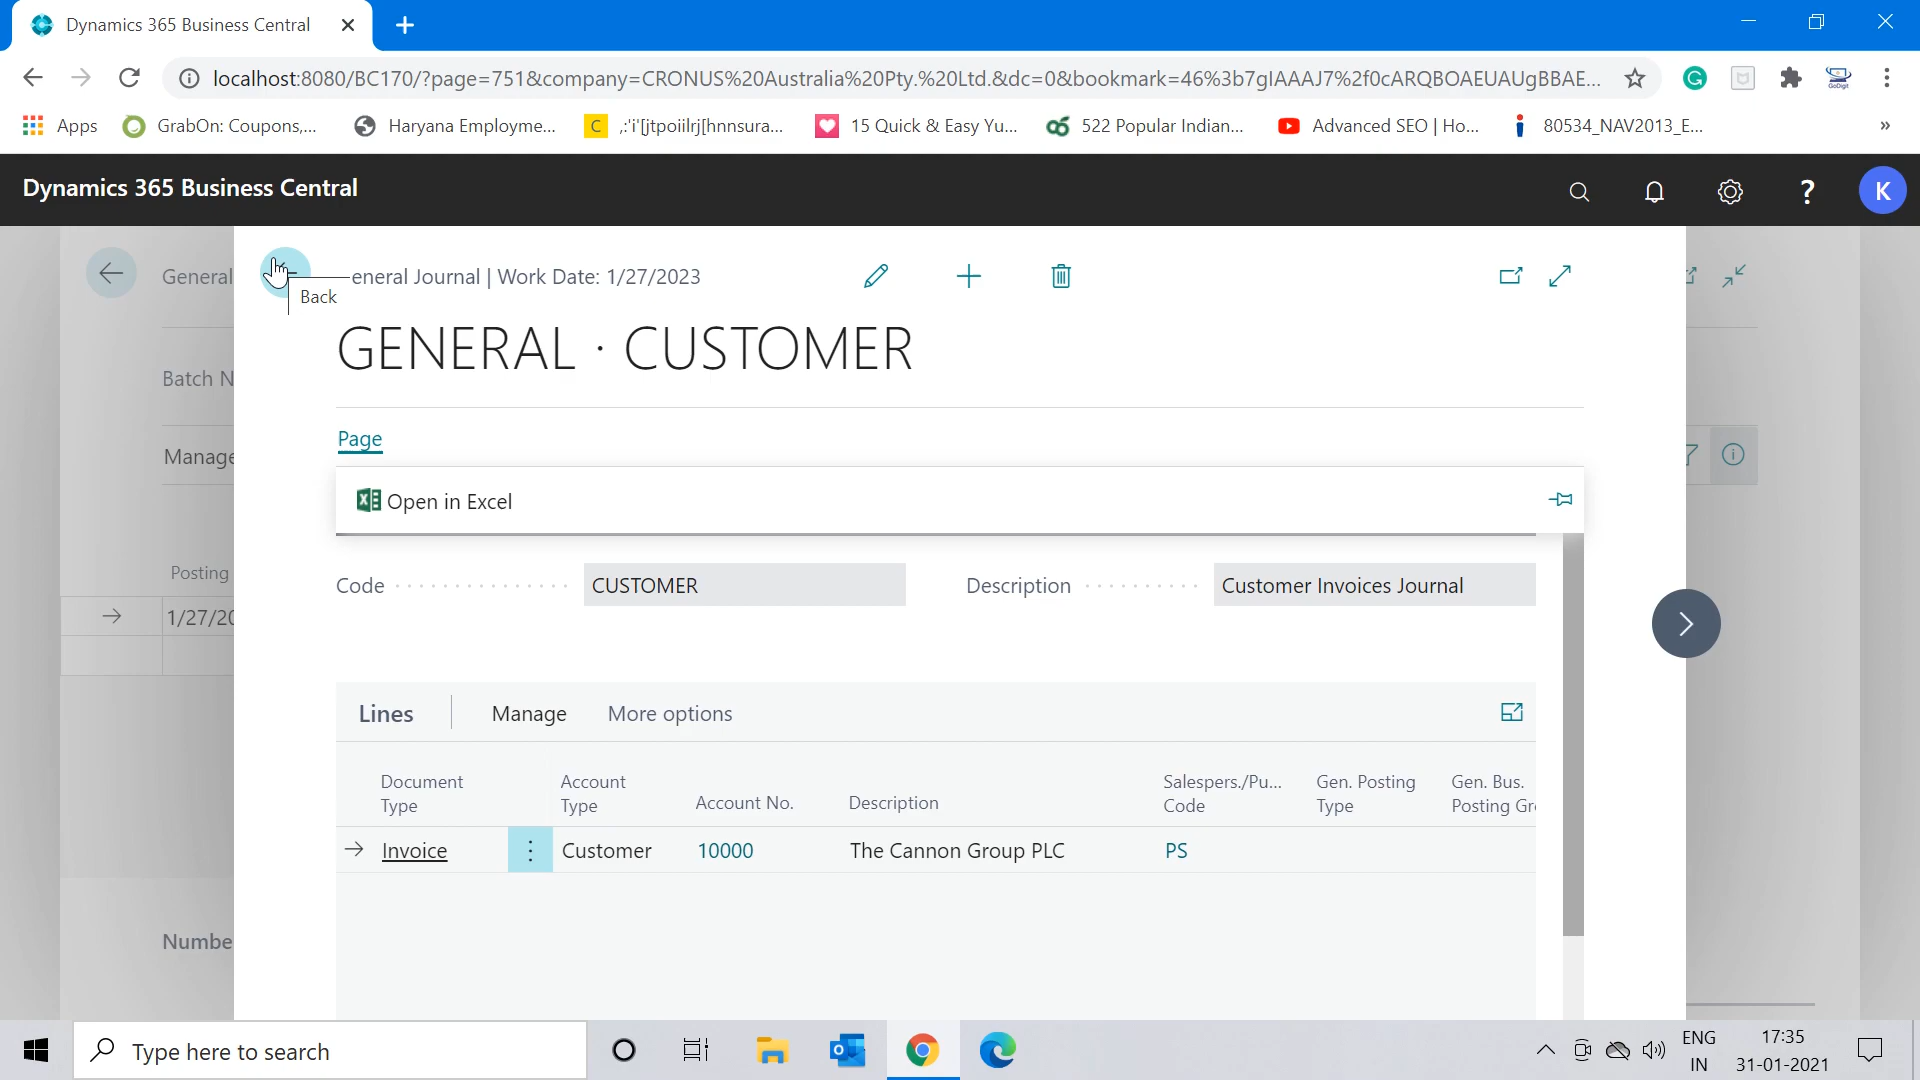 Dynamics 365 Business Central
localhost:8080/BC170/?page=751&company=CRONUS%20Australia%20Pty.%20Ltd.&dc=0&bookmark=46%3b7gIAAAJ7%2f0cARQBOAEUAUgBBAE...
Apps
GrabOn: Coupons,...
Haryana Employme...
,:'i'[jtpoiilrj[hnnsura...
15 Quick & Easy Yu...
522 Popular Indian...
Advanced SEO | Ho...
80534_NAV2013_E...
»
Dynamics 365 Business Central
?
K
General
eneral Journal | Work Date: 1/27/2023
Back
GENERAL · CUSTOMER
Batch N
Page
Manage
Open in Excel
Code
CUSTOMER
Description
Customer Invoices Journal
Posting
1/27/20
Lines
Manage
More options
Document Type
Account Type
Account No.
Description
Salespers./Pu... Code
Gen. Posting Type
Gen. Bus. Posting Gr
Invoice
Customer
10000
The Cannon Group PLC
PS
Numbe
Type here to search
ENG
IN
17:35
31-01-2021